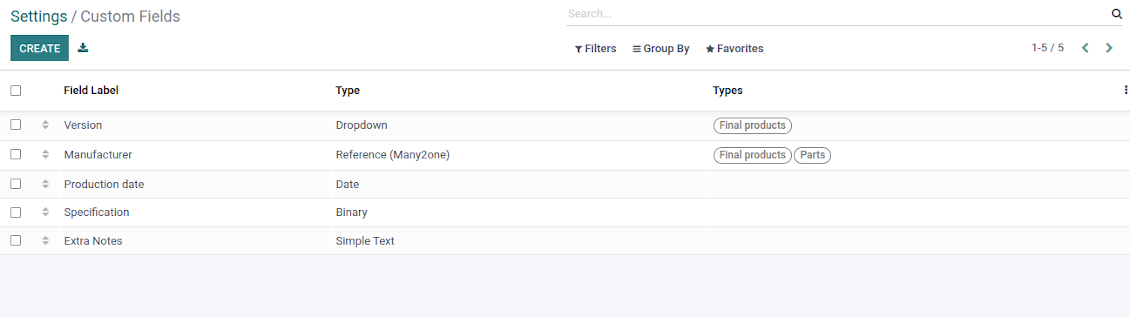 Settings / Custom Fields
Search...
CREATE
Filters Group By Favorites 1-5 / 5
Field Label Type Types
Version Dropdown Final products
Manufacturer Reference (Many2one) Final products Parts
Production date Date
Specification Binary
Extra Notes Simple Text